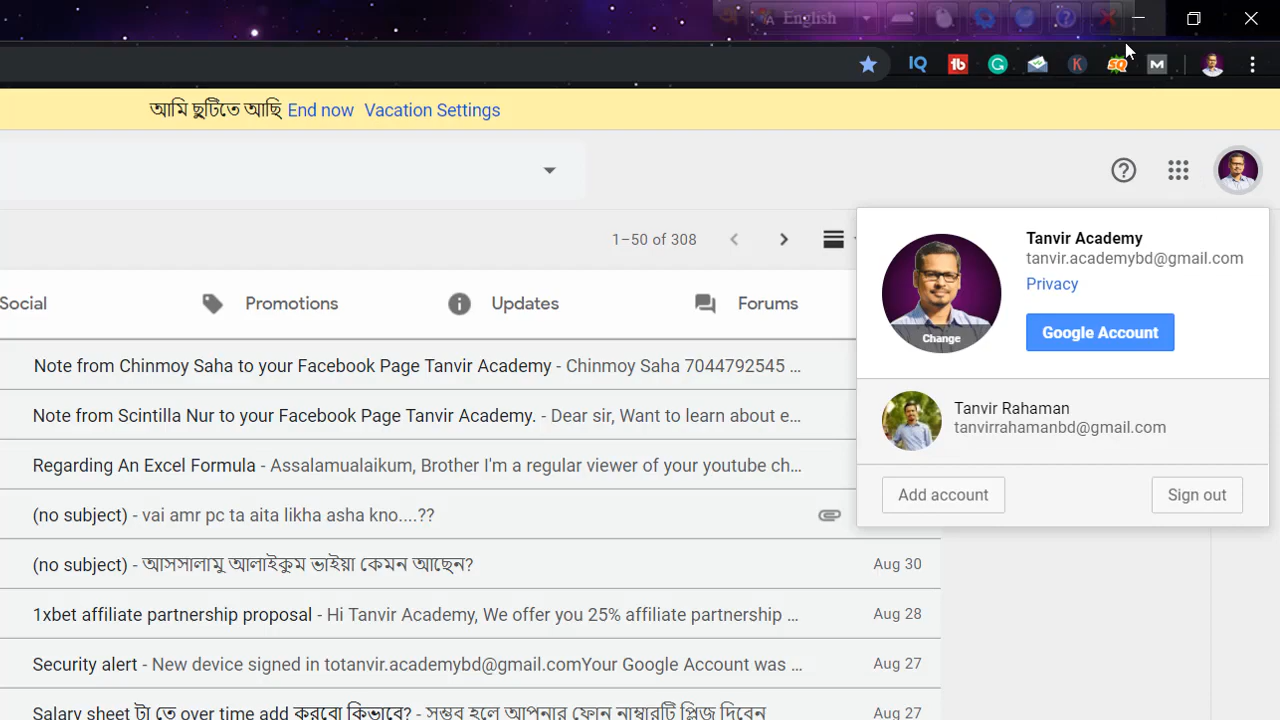 English
আমি ছুটিতে আছি End now Vacation Settings
1–50 of 308
Tanvir Academy
tanvir.academybd@gmail.com
Privacy
Change
Google Account
Tanvir Rahaman
tanvirrahamanbd@gmail.com
Add account Sign out
Social Promotions Updates Forums
Note from Chinmoy Saha to your Facebook Page Tanvir Academy - Chinmoy Saha 7044792545 ...
Note from Scintilla Nur to your Facebook Page Tanvir Academy. - Dear sir, Want to learn about e...
Regarding An Excel Formula - Assalamualaikum, Brother I'm a regular viewer of your youtube ch...
(no subject) - vai amr pc ta aita likha asha kno....??
(no subject) - আসসালামু আলাইকুম ভাইয়া কেমন আছেন? Aug 30
1xbet affiliate partnership proposal - Hi Tanvir Academy, We offer you 25% affiliate partnership ... Aug 28
Security alert - New device signed in totanvir.academybd@gmail.comYour Google Account was ... Aug 27
Salary sheet টা তে over time add করবো কিভাবে? - সম্ভব হলে আপনার ফোন নাম্বারটি প্লিজ দিবেন Aug 27